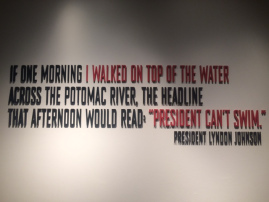 IF ONE MORNING I WALKED ON TOP OF THE WATER
ACROSS THE POTOMAC RIVER, THE HEADLINE
THAT AFTERNOON WOULD READ: "PRESIDENT CAN'T SWIM."
PRESIDENT LYNDON JOHNSON